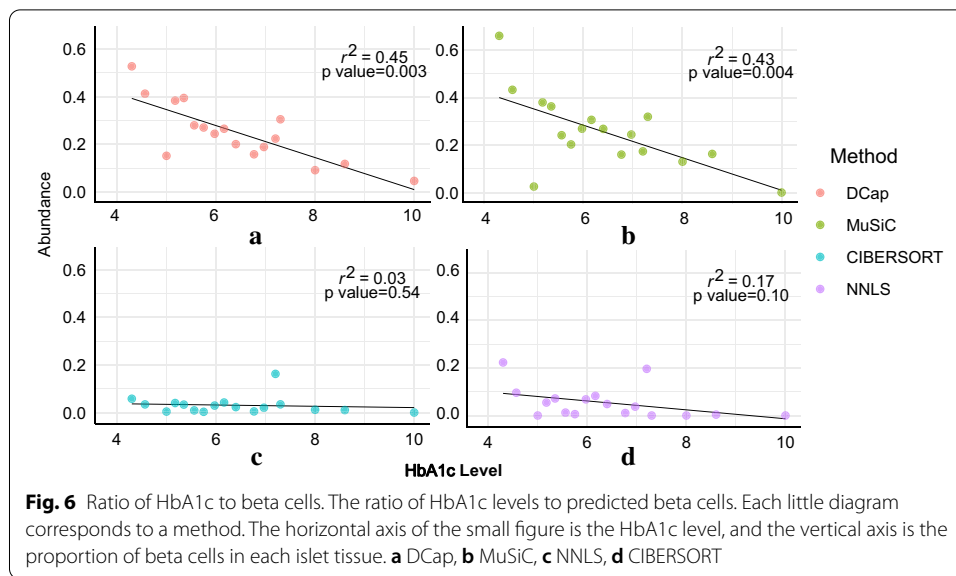 0.6
0.4
0.2
0.0
r² = 0.45
p value=0.003
4 6 8 10
a
0.6
0.4
0.2
0.0
r² = 0.43
p value=0.004
4 6 8 10
b
Abundance
0.6
0.4
0.2
0.0
r² = 0.03
p value=0.54
4 6 8 10
c
0.6
0.4
0.2
0.0
r² = 0.17
p value=0.10
4 6 8 10
d
HbA1c Level
Method
DCap
MuSiC
CIBERSORT
NNLS
Fig. 6 Ratio of HbA1c to beta cells. The ratio of HbA1c levels to predicted beta cells. Each little diagram
corresponds to a method. The horizontal axis of the small figure is the HbA1c level, and the vertical axis is the
proportion of beta cells in each islet tissue. a DCap, b MuSiC, c NNLS, d CIBERSORT